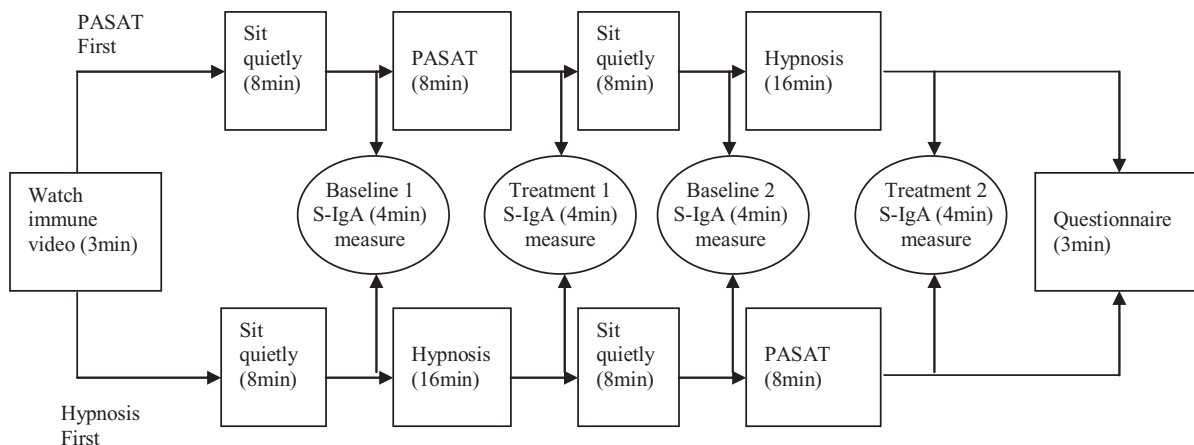 PASAT
First
Sit
quietly
(8min)
PASAT
(8min)
Sit
quietly
(8min)
Hypnosis
(16min)
Watch
immune
video (3min)
Baseline 1
S-IgA (4min)
measure
Treatment 1
S-IgA (4min)
measure
Baseline 2
S-IgA (4min)
measure
Treatment 2
S-IgA (4min)
measure
Questionnaire
(3min)
Sit
quietly
(8min)
Hypnosis
(16min)
Sit
quietly
(8min)
PASAT
(8min)
Hypnosis
First